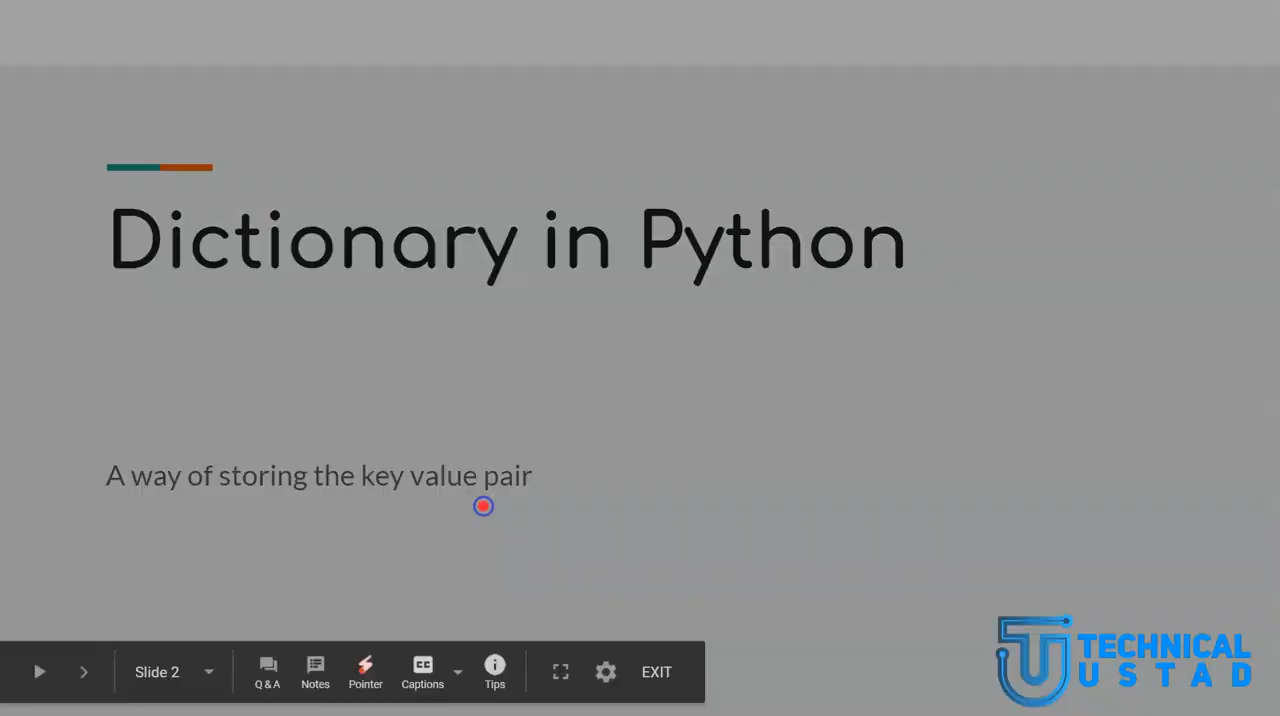 Dictionary in Python
A way of storing the key value pair
Slide 2
Q & A
Notes
Pointer
Captions
Tips
EXIT
TECHNICAL
USTAD